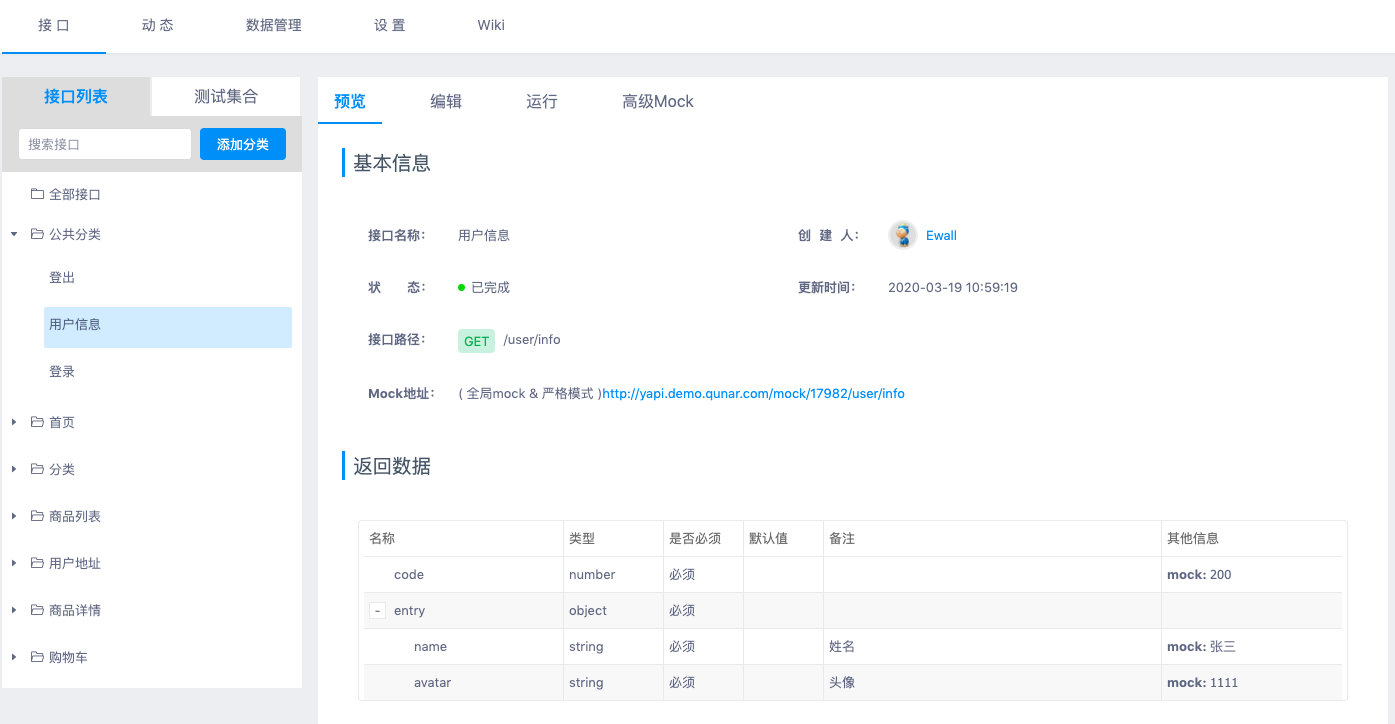 接 口 动 态 数据管理 设 置 Wiki
接口列表 测试集合
搜索接口 添加分类
全部接口
公共分类
登出
用户信息
登录
首页
分类
商品列表
用户地址
商品详情
购物车
预览 编辑 运行 高级Mock
基本信息
接口名称： 用户信息 创 建 人： Ewall
状 态： 已完成 更新时间： 2020-03-19 10:59:19
接口路径： GET /user/info
Mock地址： ( 全局mock & 严格模式 )http://yapi.demo.qunar.com/mock/17982/user/info
返回数据
名称 类型 是否必须 默认值 备注 其他信息
code number 必须 mock: 200
- entry object 必须
name string 必须 姓名 mock: 张三
avatar string 必须 头像 mock: 1111